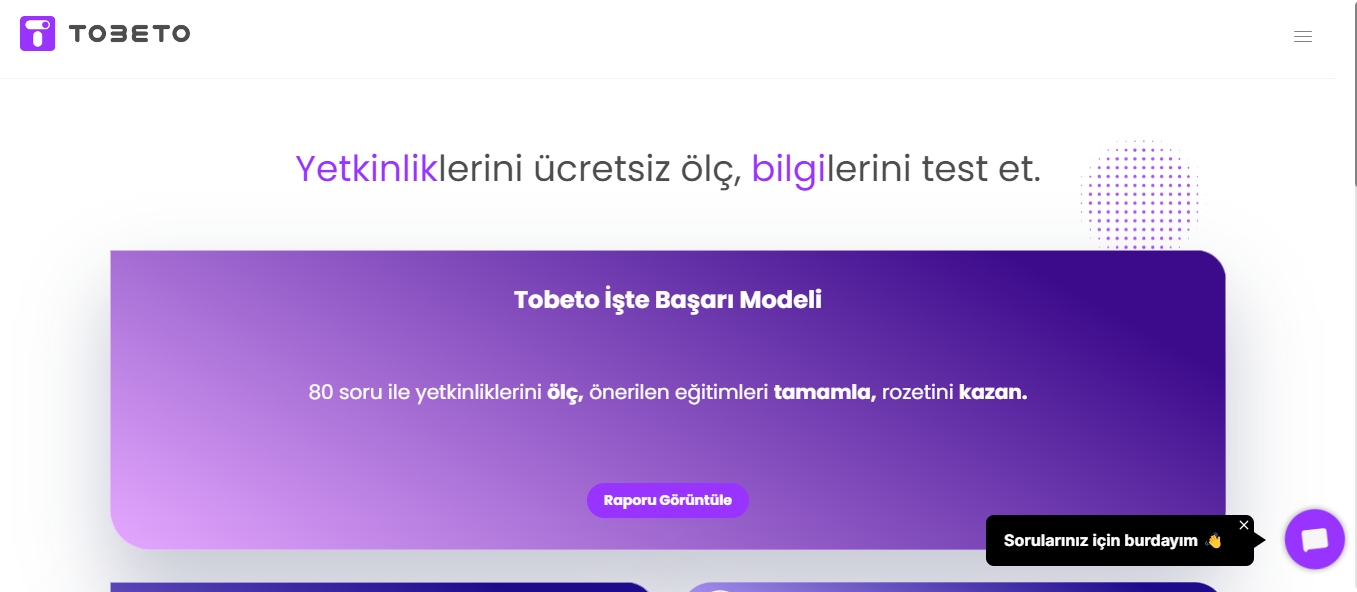 TOBETO
Yetkinliklerini ücretsiz ölç, bilgilerini test et.
Tobeto İşte Başarı Modeli
80 soru ile yetkinliklerini ölç, önerilen eğitimleri tamamla, rozetini kazan.
Raporu Görüntüle
Sorularınız için burdayım 👋